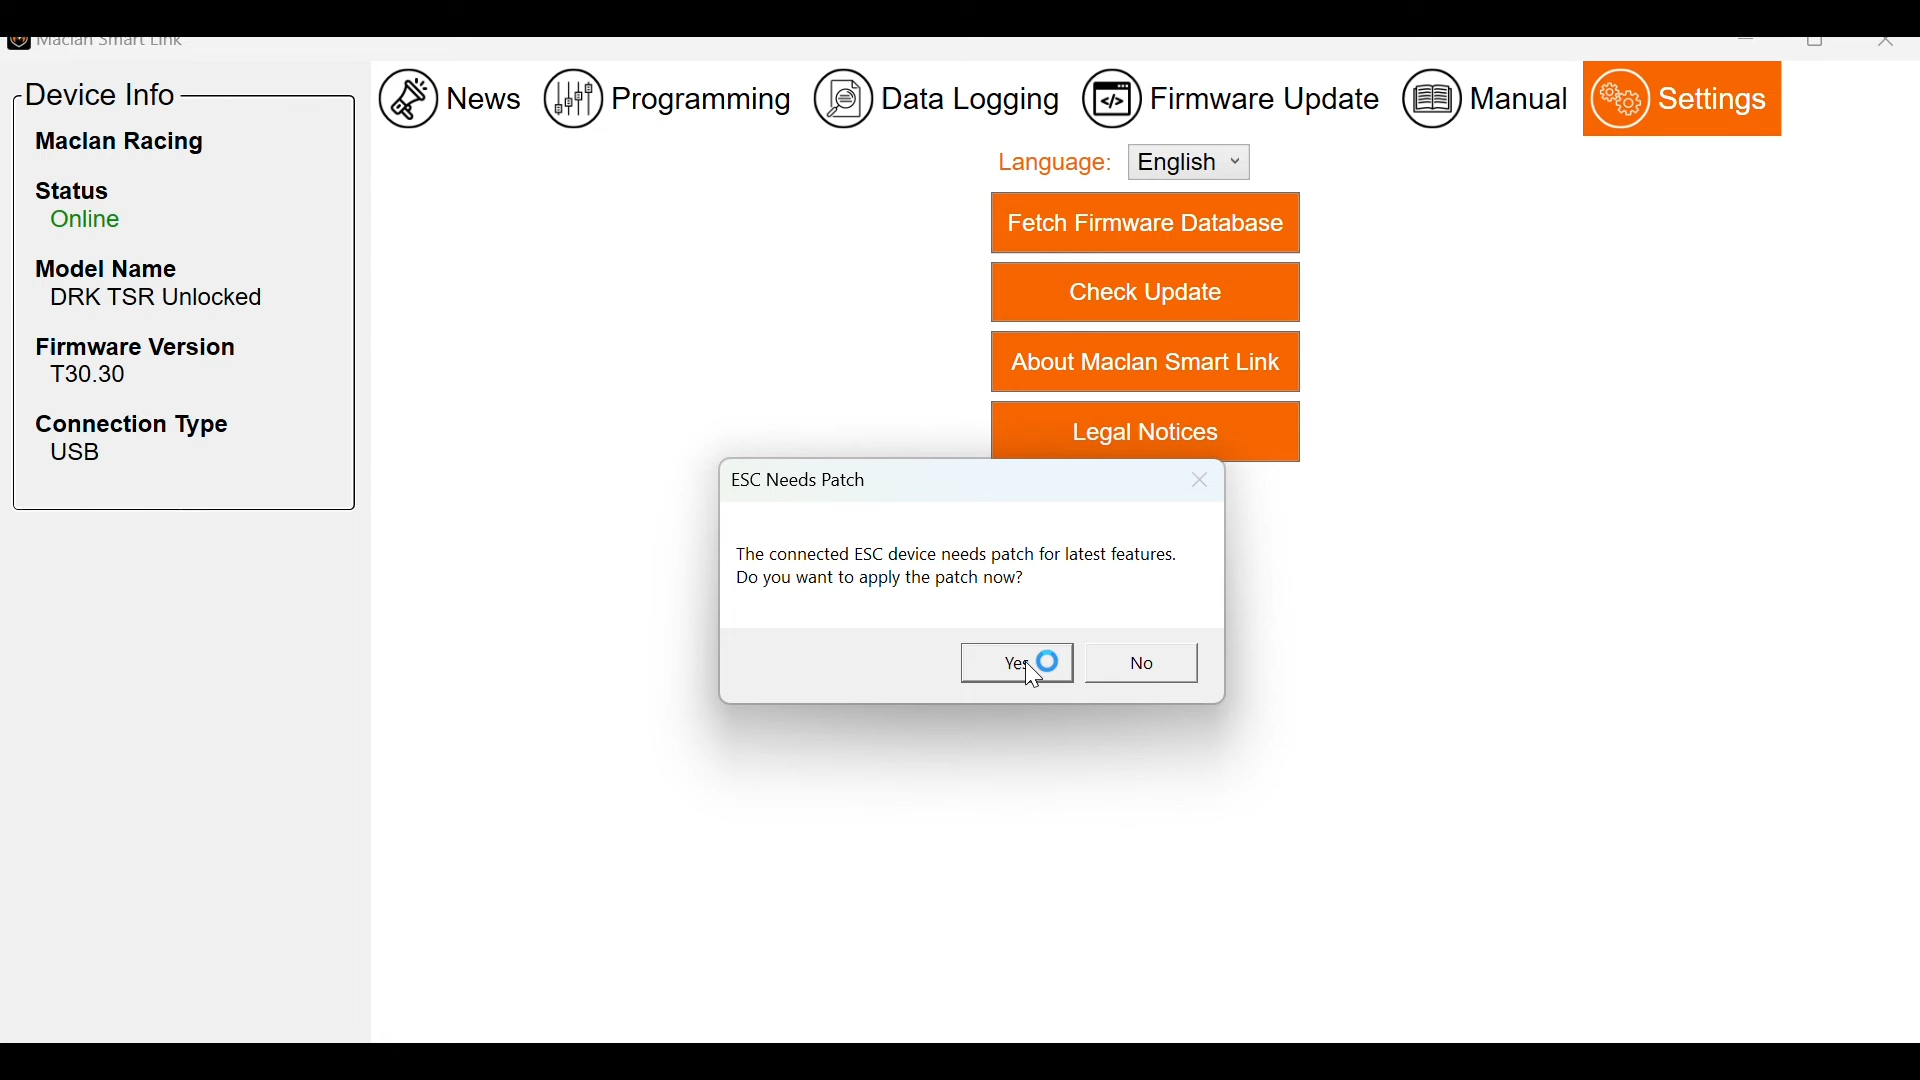 Maclan Smart Link
Device Info
Maclan Racing
Status
Online
Model Name
DRK TSR Unlocked
Firmware Version
T30.30
Connection Type
USB
News
Programming
Data Logging
Firmware Update
Manual
Settings
Language: English
Fetch Firmware Database
Check Update
About Maclan Smart Link
Legal Notices
ESC Needs Patch
The connected ESC device needs patch for latest features.
Do you want to apply the patch now?
Yes
No